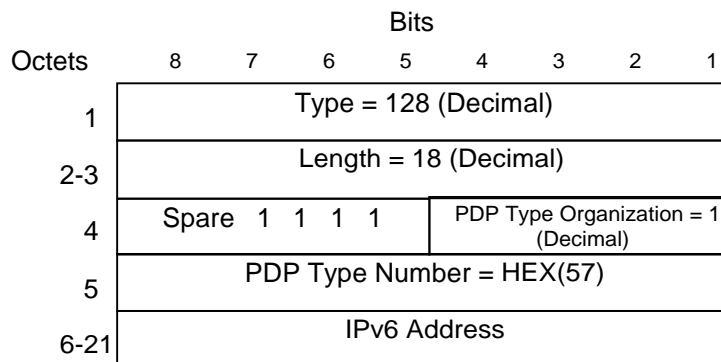 Bits
Octets 8 7 6 5 4 3 2 1
1 Type = 128 (Decimal)
2-3 Length = 18 (Decimal)
4 Spare 1 1 1 1 PDP Type Organization = 1
(Decimal)
5 PDP Type Number = HEX(57)
6-21 IPv6 Address